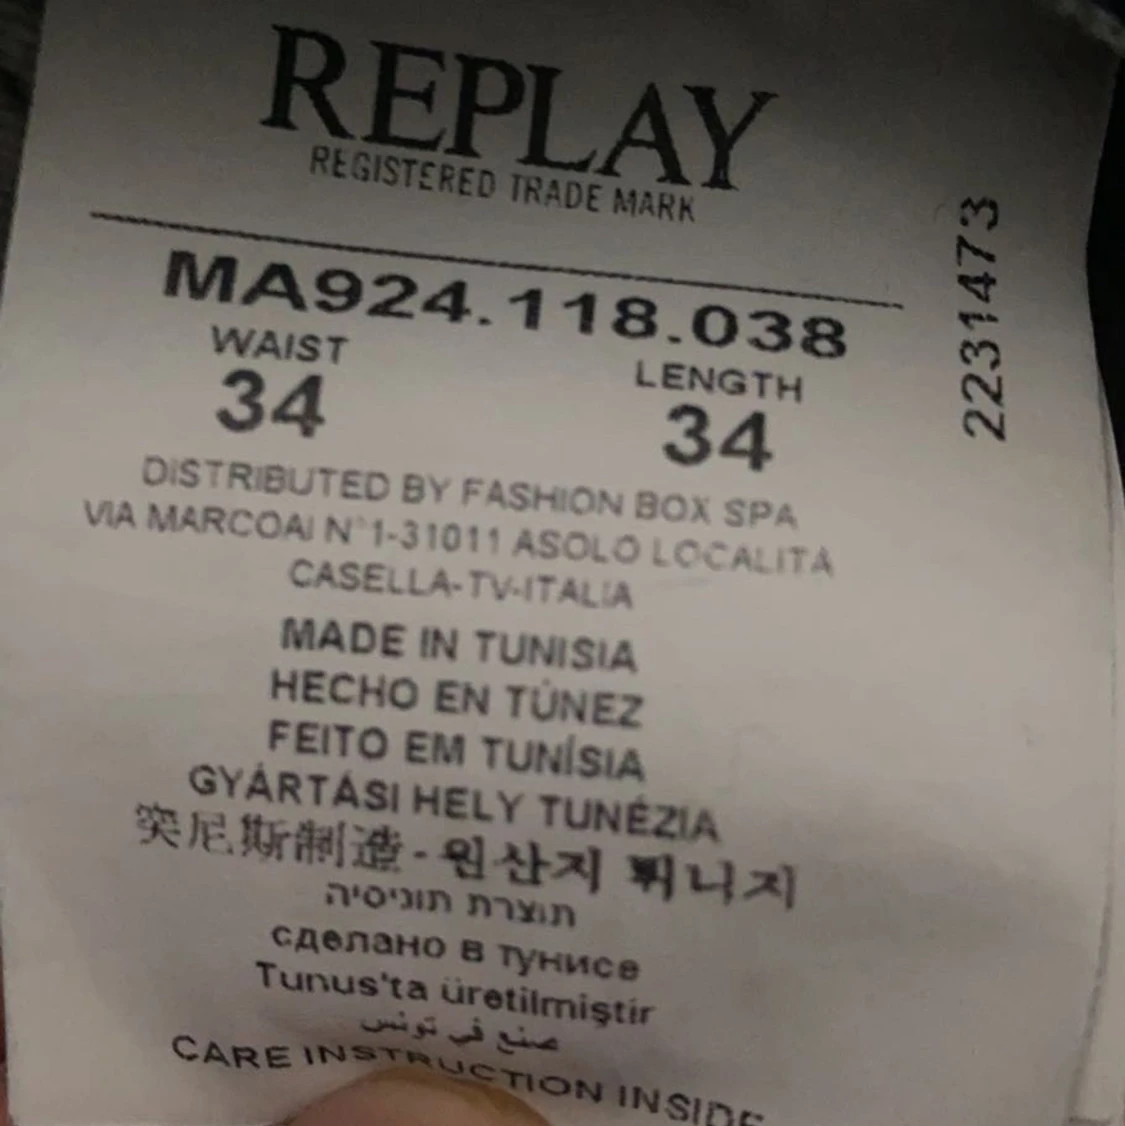 REPLAY
REGISTERED TRADE MARK
MA924.118.038
WAIST
34
LENGTH
34
2231473
DISTRIBUTED BY FASHION BOX SPA
VIA MARCOAI N°1-31011 ASOLO LOCALITÀ
CASELLA-TV-ITALIA
MADE IN TUNISIA
HECHO EN TÚNEZ
FEITO EM TUNÍSIA
GYÁRTÁSI HELY TUNÉZIA
突尼斯制造 - 원산지 튀니지
תוצרת תוניסיה
сделано в тунисе
Tunus'ta üretilmiştir
صنع في تونس
CARE INSTRUCTION INSIDE